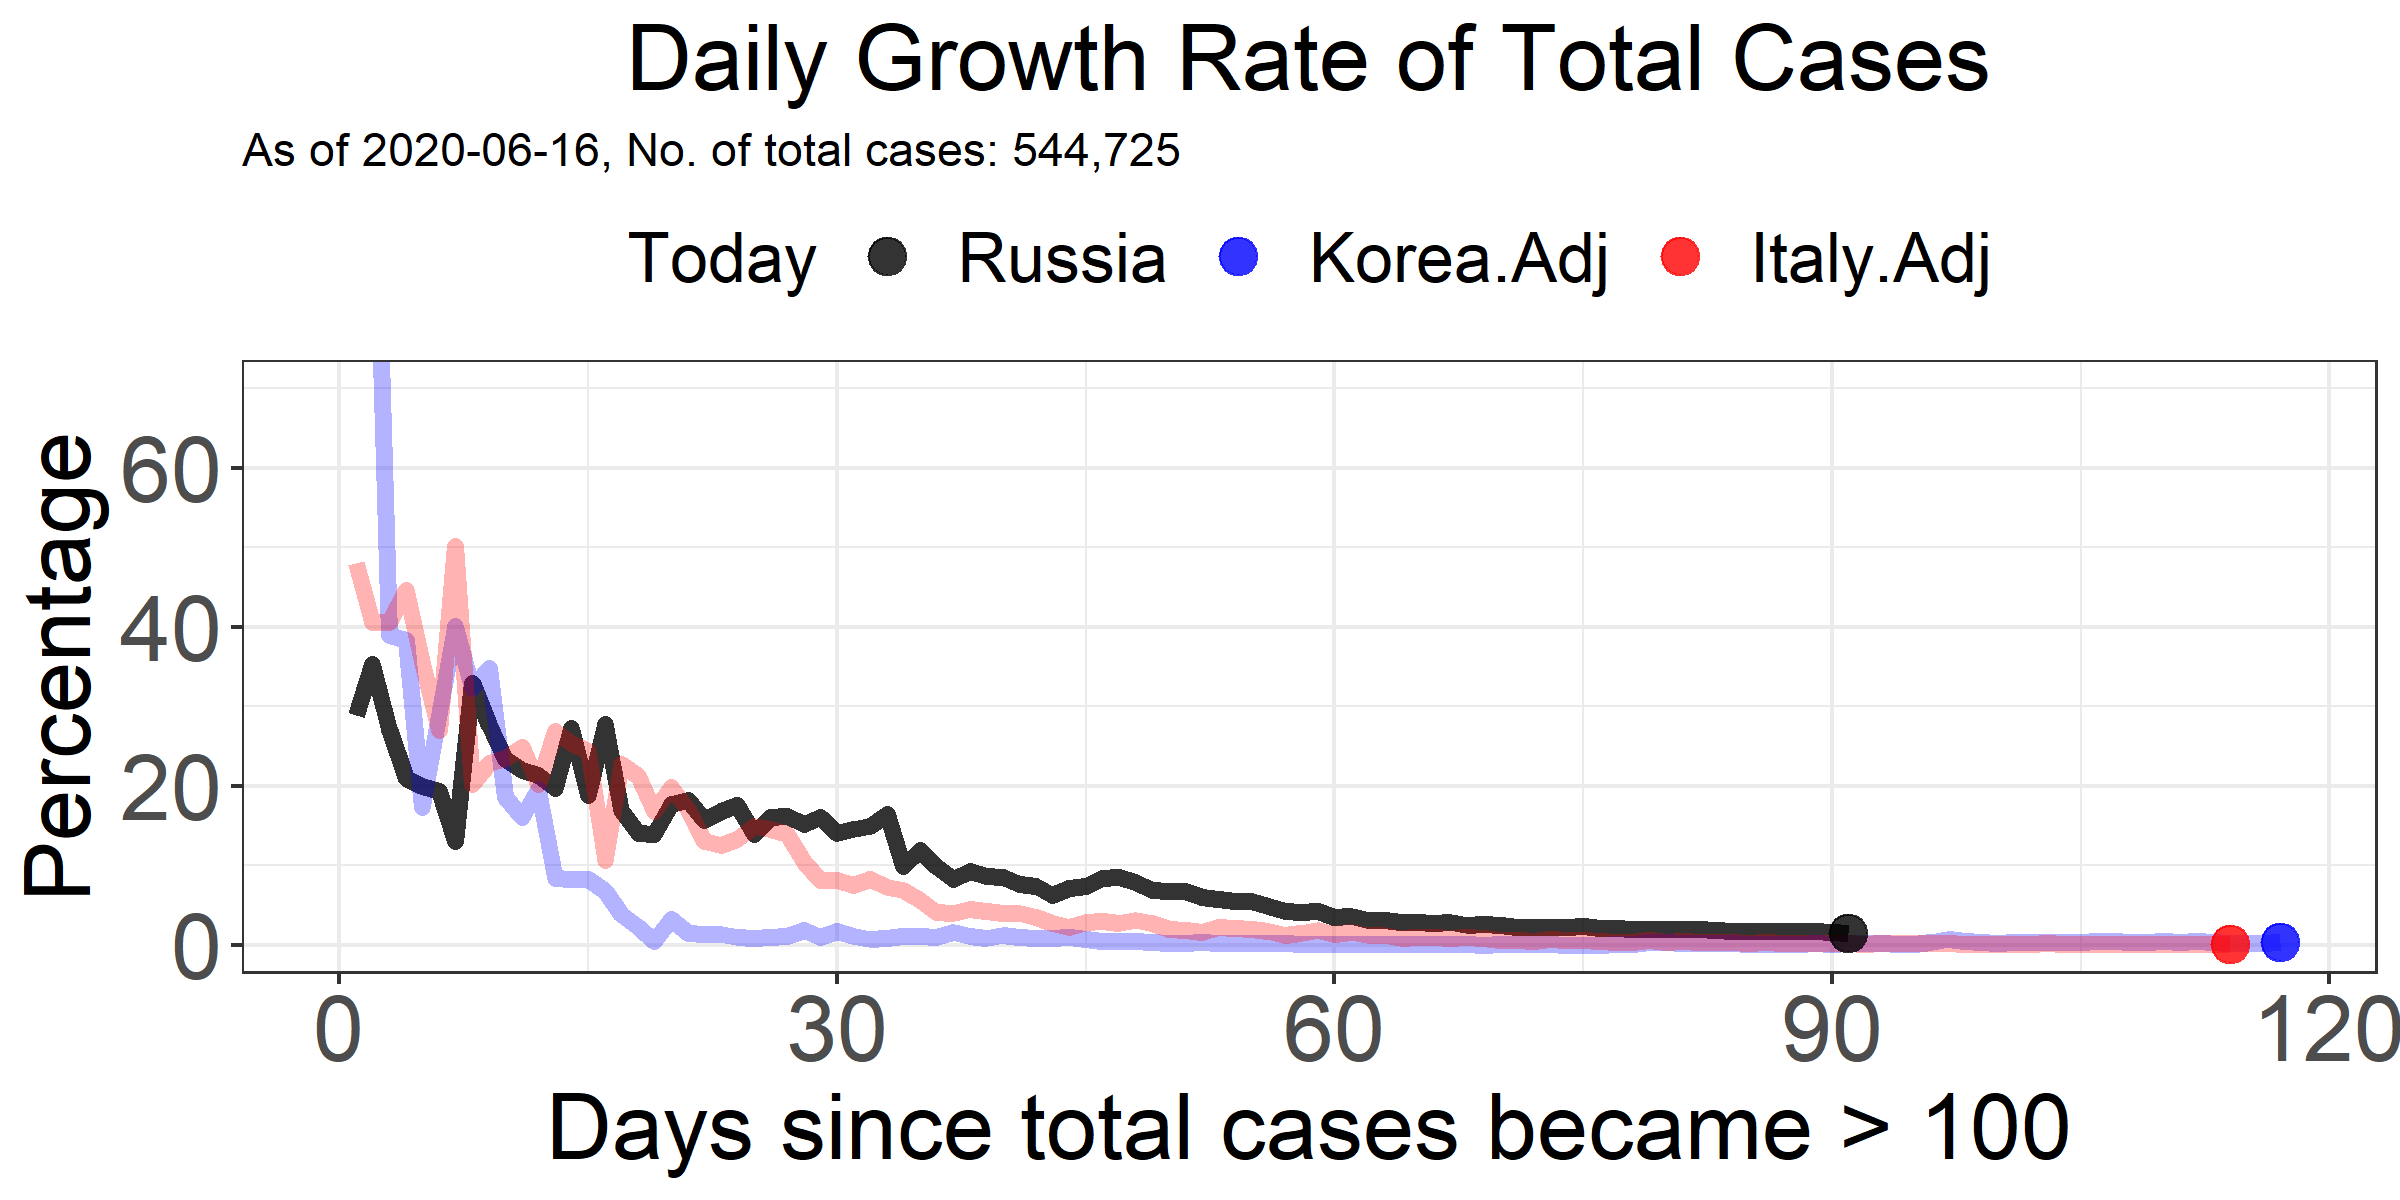 Daily Growth Rate of Total Cases
As of 2020-06-16, No. of total cases: 544,725
Today Russia Korea.Adj Italy.Adj
Percentage
60
40
20
0
0 30 60 90 120
Days since total cases became > 100